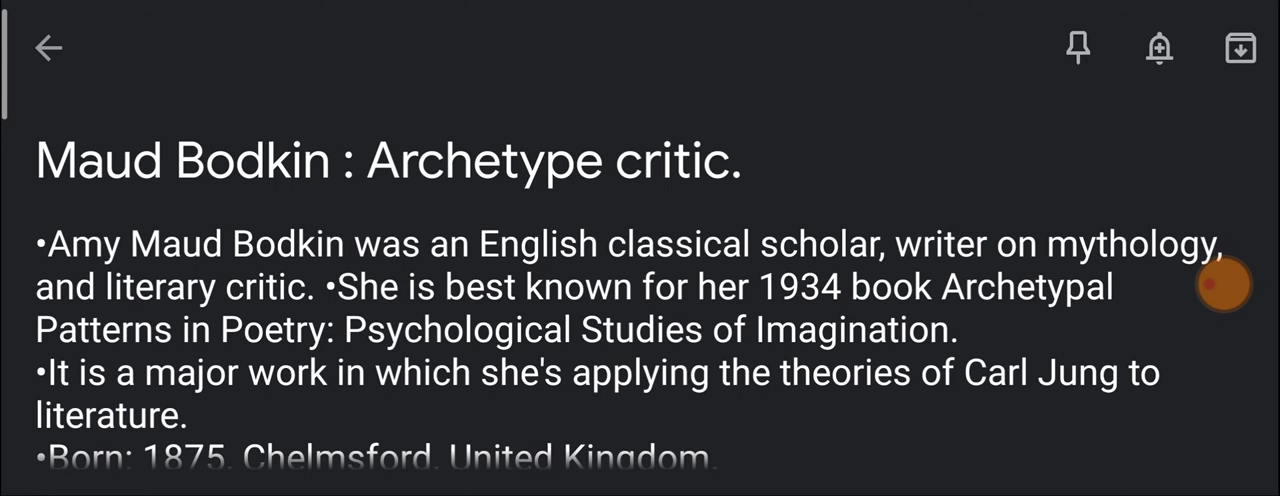 Maud Bodkin : Archetype critic.
•Amy Maud Bodkin was an English classical scholar, writer on mythology,
and literary critic. •She is best known for her 1934 book Archetypal
Patterns in Poetry: Psychological Studies of Imagination.
•It is a major work in which she's applying the theories of Carl Jung to
literature.
•Born: 1875, Chelmsford, United Kingdom.